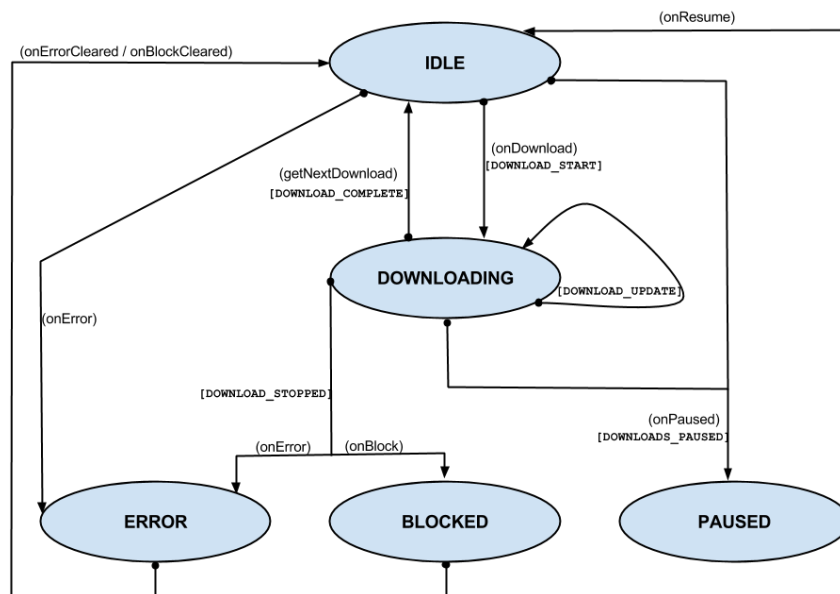 (onResume)
(onErrorCleared / onBlockCleared)
IDLE
(onDownload)
[DOWNLOAD_START]
(getNextDownload)
[DOWNLOAD_COMPLETE]
DOWNLOADING
[DOWNLOAD_UPDATE]
(onError)
[DOWNLOAD_STOPPED]
(onPaused)
[DOWNLOADS_PAUSED]
(onError)
(onBlock)
ERROR
BLOCKED
PAUSED